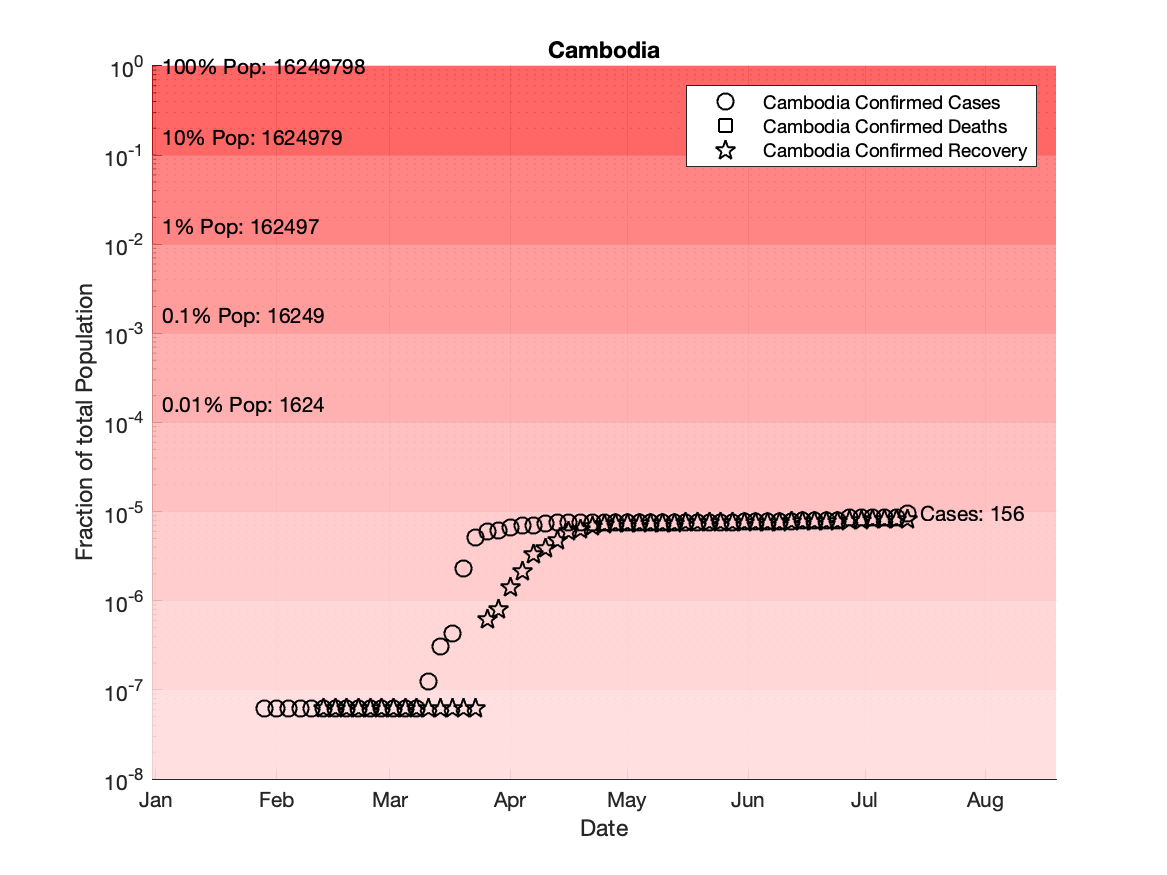 Cambodia
10^0
100% Pop: 16249798
Cambodia Confirmed Cases
Cambodia Confirmed Deaths
Cambodia Confirmed Recovery
10% Pop: 1624979
10^-1
1% Pop: 162497
10^-2
0.1% Pop: 16249
10^-3
0.01% Pop: 1624
10^-4
10^-5
Cases: 156
10^-6
10^-7
10^-8
Fraction of total Population
Jan Feb Mar Apr May Jun Jul Aug
Date